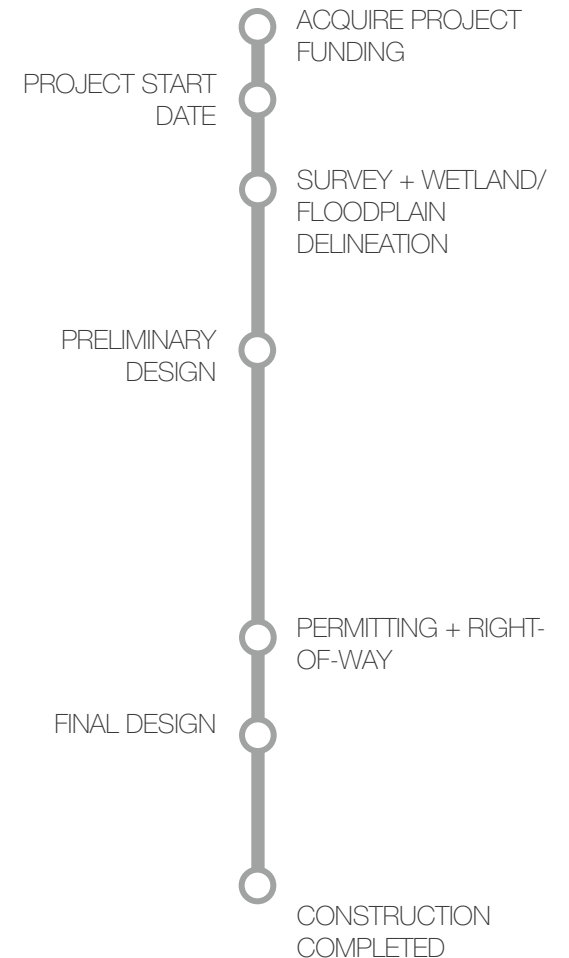 ACQUIRE PROJECT
FUNDING
PROJECT START
DATE
SURVEY + WETLAND/
FLOODPLAIN
DELINEATION
PRELIMINARY
DESIGN
PERMITTING + RIGHT-
OF-WAY
FINAL DESIGN
CONSTRUCTION
COMPLETED